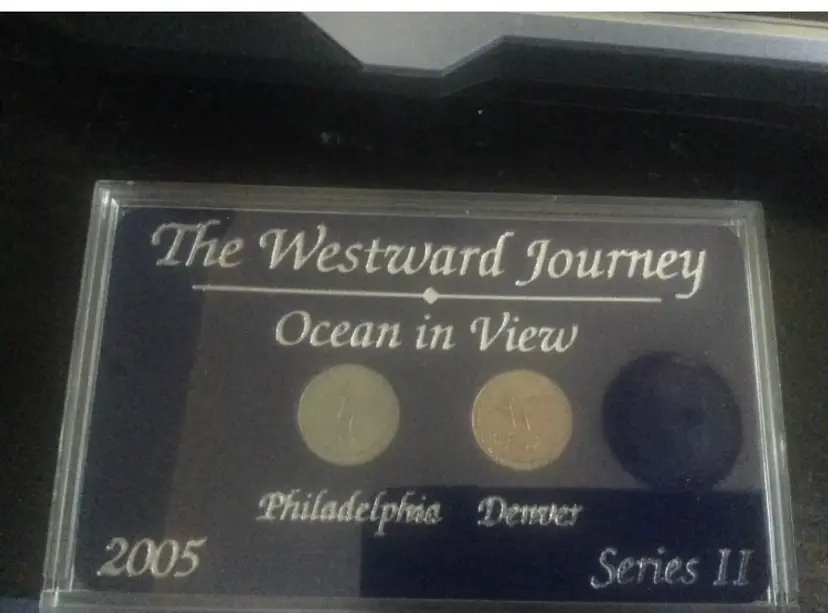 The Westward Journey
Ocean in View
Philadelphia Denver
2005 Series II